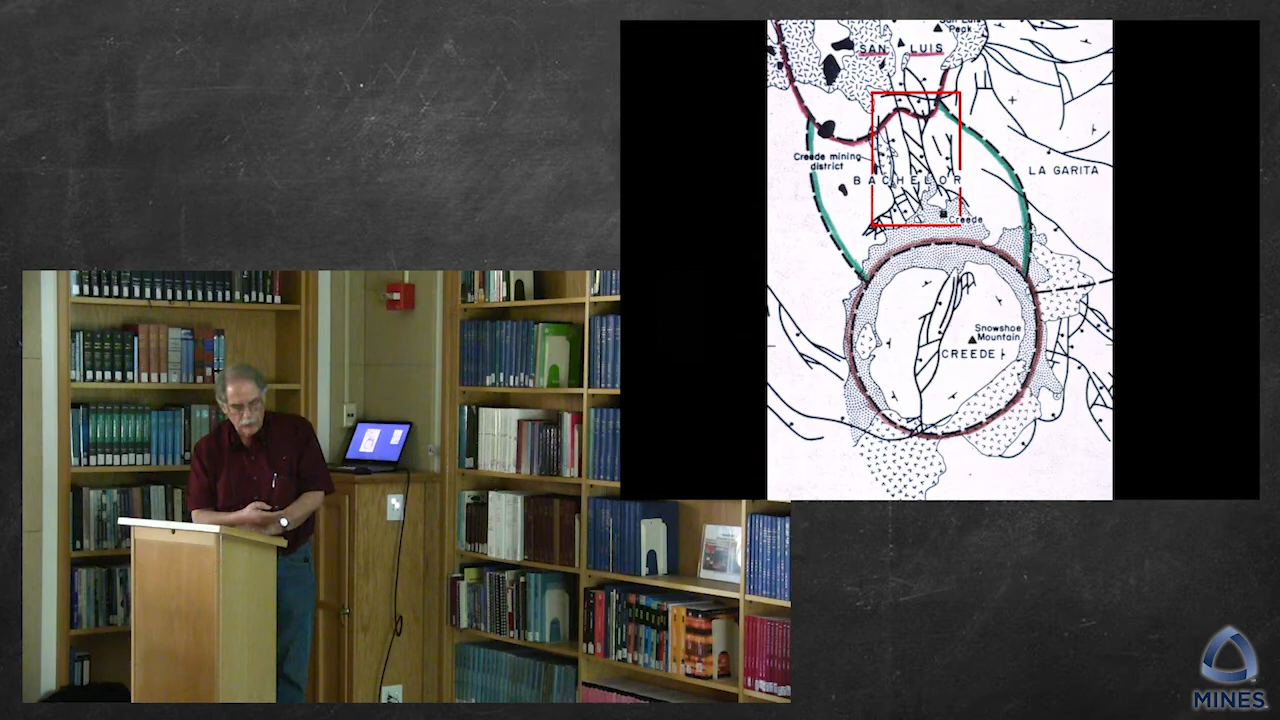 San Luis
Peak
SAN LUIS
Creede mining
district
BACHELOR
LA GARITA
Creede
Snowshoe
Mountain
CREEDE
MINES